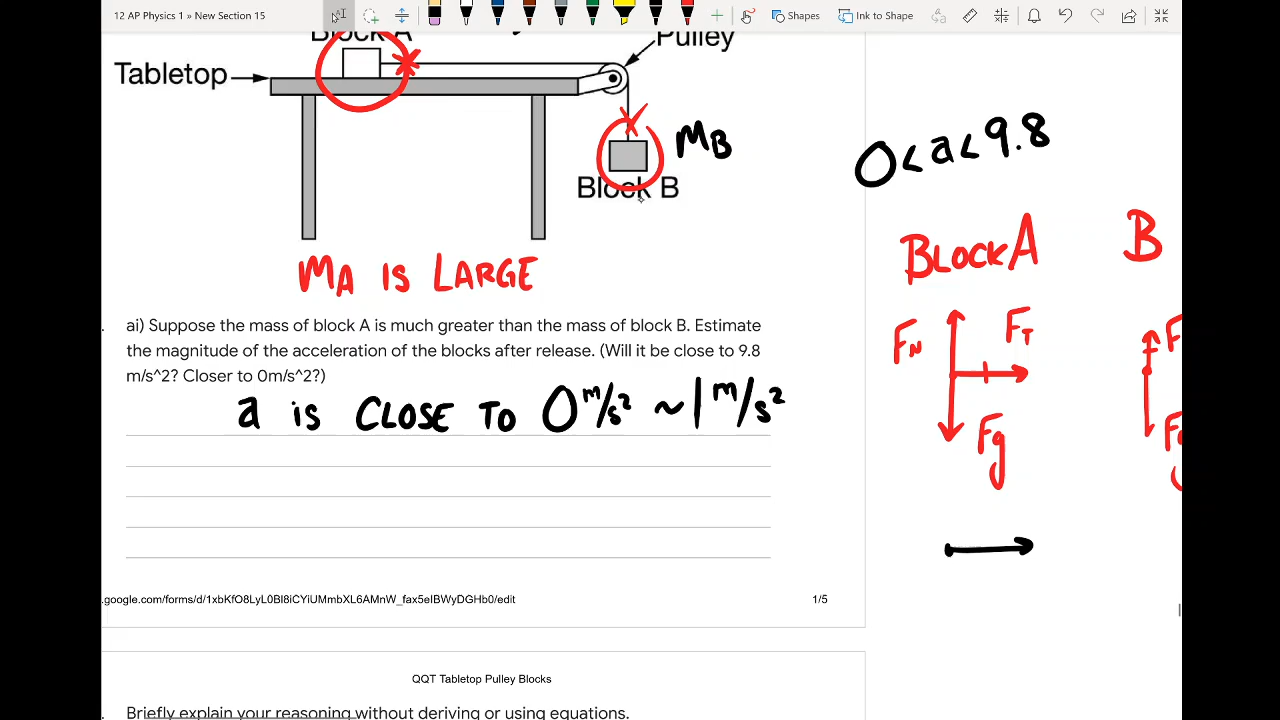 12 AP Physics 1 » New Section 15
Shapes
Ink to Shape
Block A
Pulley
Tabletop
MB
Block B
0 < a < 9.8
BLOCK A
B
MA IS LARGE
ai) Suppose the mass of block A is much greater than the mass of block B. Estimate
the magnitude of the acceleration of the blocks after release. (Will it be close to 9.8
m/s^2? Closer to 0m/s^2?)
FN
FT
Fg
a is CLOSE TO 0 m/s² ~1 m/s²
.google.com/forms/d/1xbKfO8LyL0BI8iCYiUMmbXL6AMnW_fax5eIBWyDGHb0/edit
1/5
QQT Tabletop Pulley Blocks
Briefly explain your reasoning without deriving or using equations.